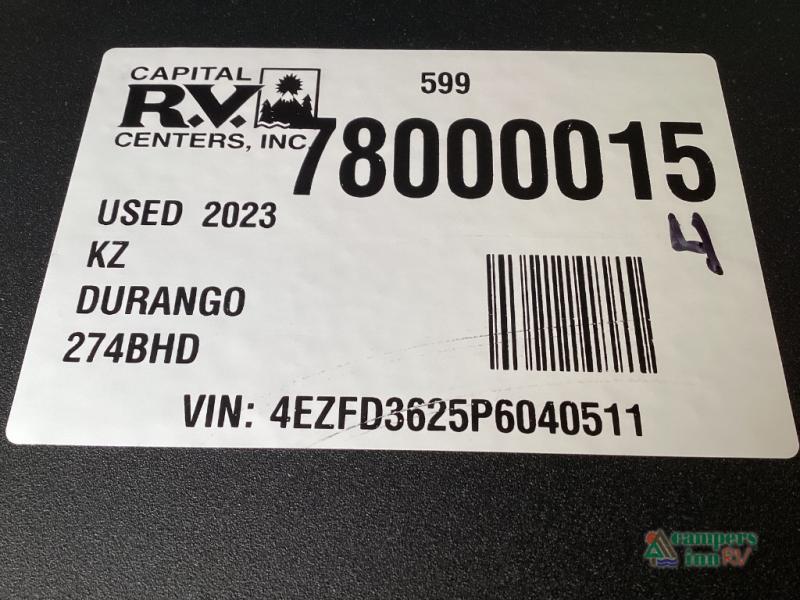 CAPITAL
R.V.
CENTERS, INC.
599
78000015
4
USED 2023
KZ
DURANGO
274BHD
VIN: 4EZFD3625P6040511
campers
inn RV